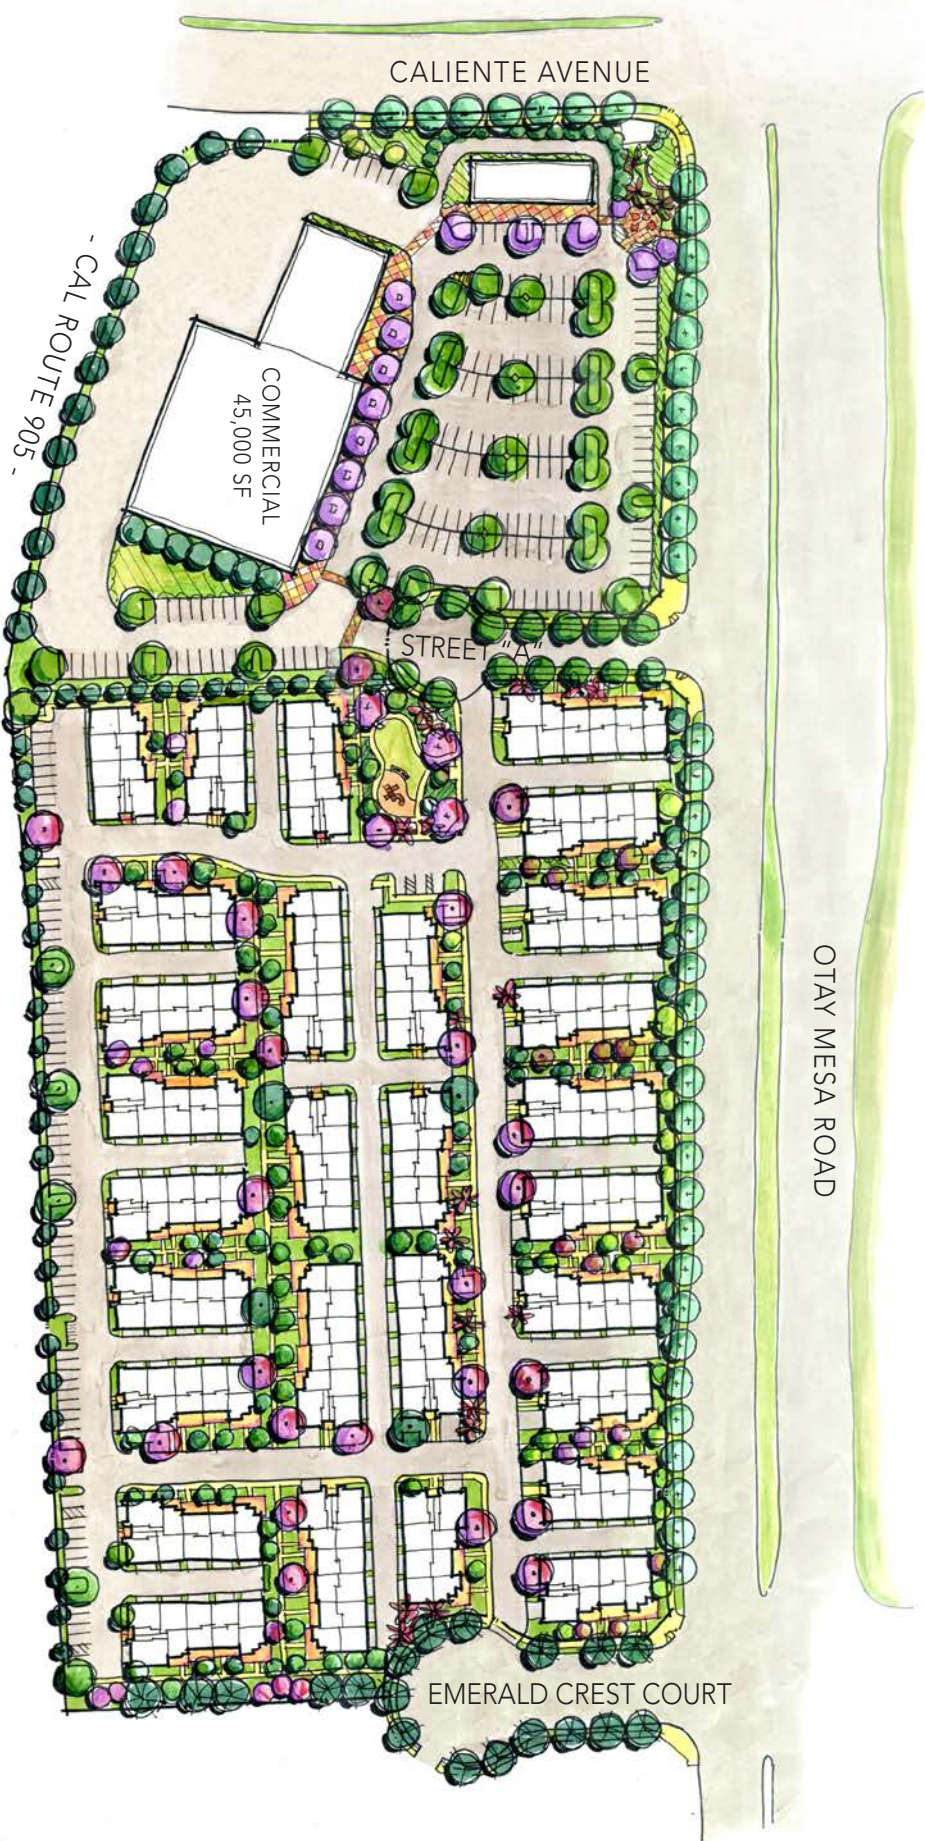 CALIENTE AVENUE
- CAL ROUTE 905 -
COMMERCIAL
45,000 SF
STREET "A"
OTAY MESA ROAD
EMERALD CREST COURT